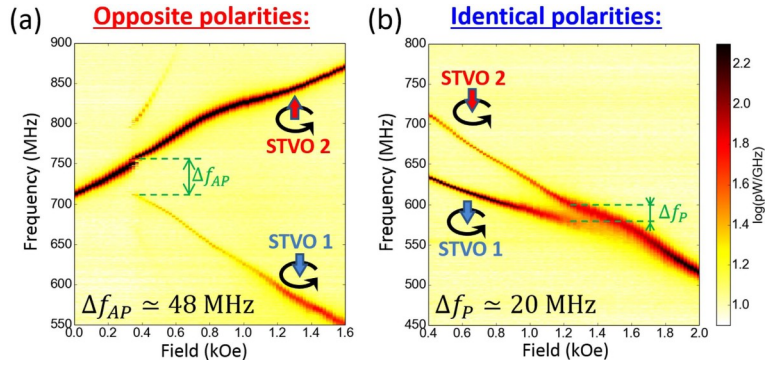 (a) Opposite polarities:
(b) Identical polarities:
900
850
800
750
700
650
600
550
Frequency (MHz)
STVO 2
Δf_AP
STVO 1
Δf_AP ≃ 48 MHz
0.0 0.2 0.4 0.6 0.8 1.0 1.2 1.4 1.6
Field (kOe)
800
750
700
650
600
550
500
450
Frequency (MHz)
STVO 2
STVO 1
Δf_P
Δf_P ≃ 20 MHz
0.4 0.6 0.8 1.0 1.2 1.4 1.6 1.8 2.0
Field (kOe)
2.2
2.0
1.8
1.6
1.4
1.2
1.0
log(pW/GHz)